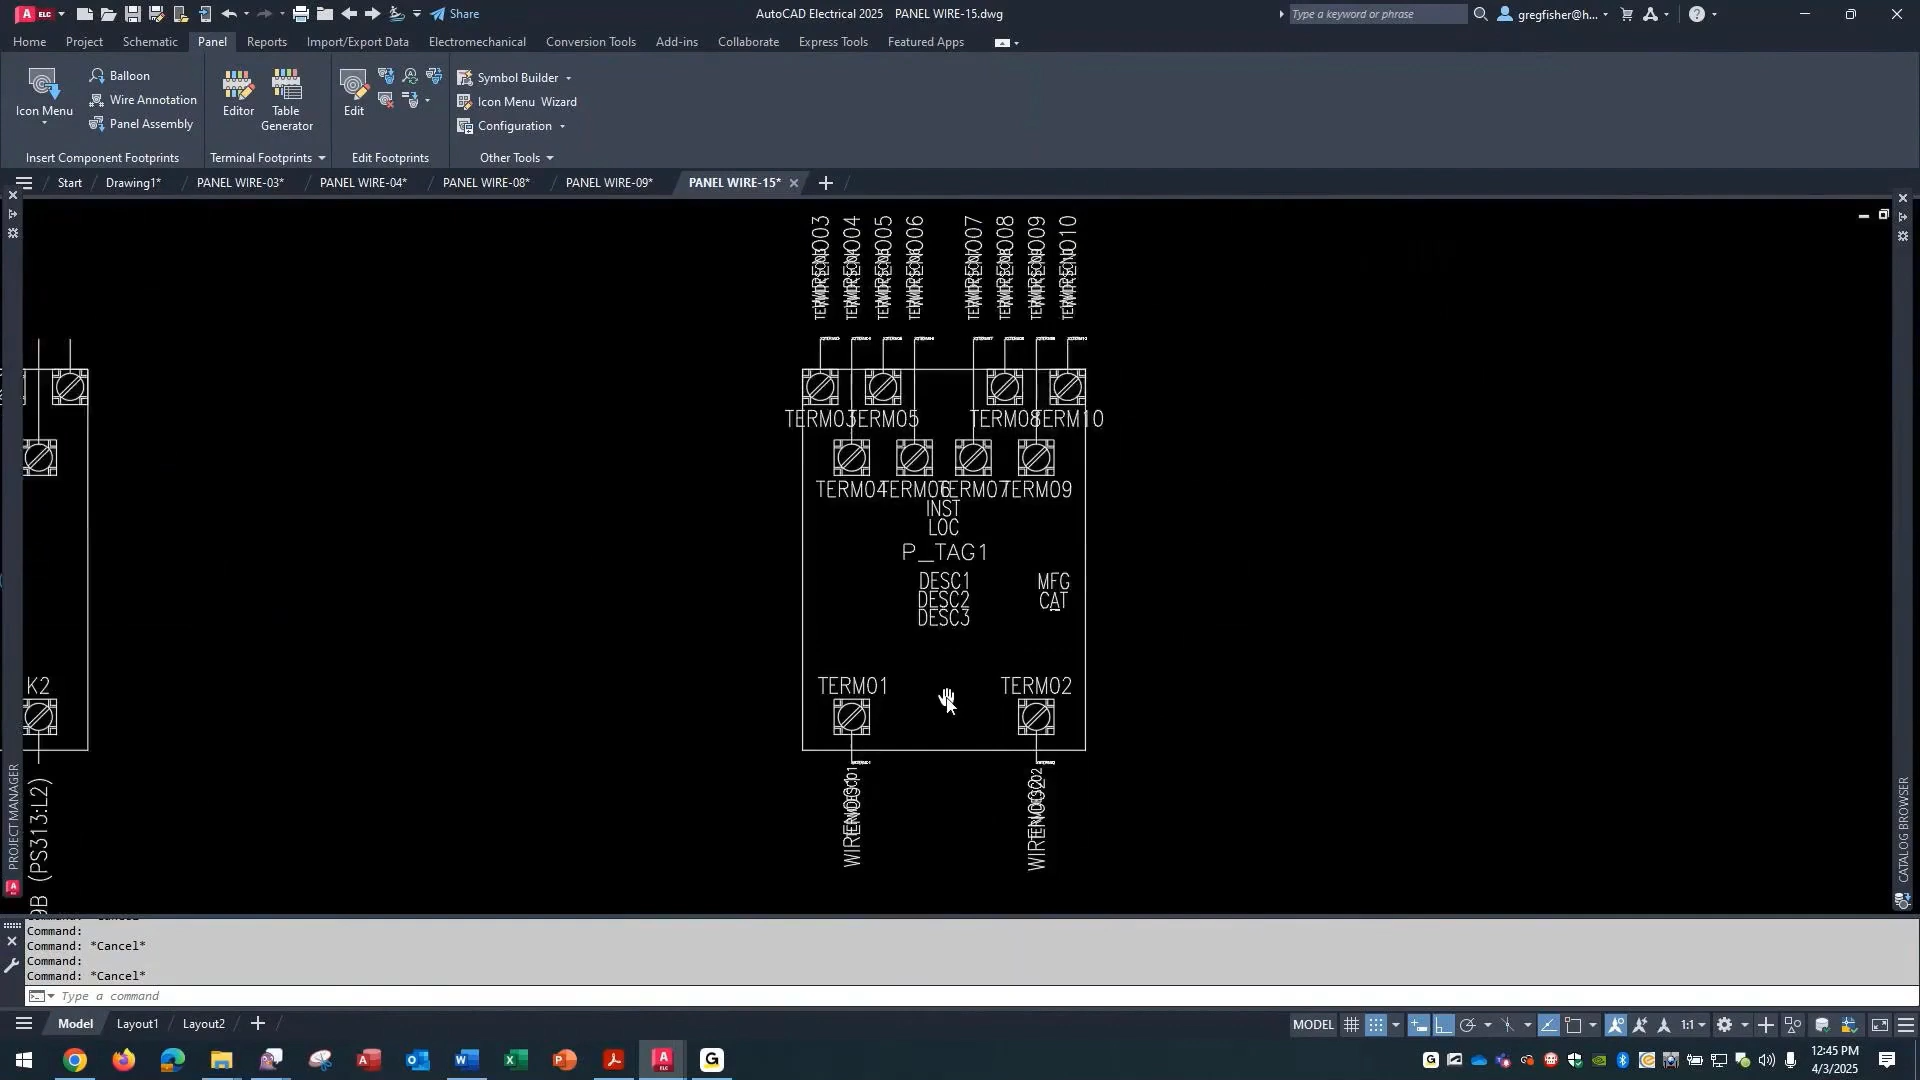 AutoCAD Electrical 2025 PANEL WIRE-15.dwg
Share
Type a keyword or phrase
gregfisher@h...
Home Project Schematic Panel Reports Import/Export Data Electromechanical Conversion Tools Add-ins Collaborate Express Tools Featured Apps
Icon Menu
Balloon
Wire Annotation
Panel Assembly
Insert Component Footprints
Editor
Table Generator
Terminal Footprints
Edit
Edit Footprints
Symbol Builder
Icon Menu Wizard
Configuration
Other Tools
Start Drawing1* PANEL WIRE-03* PANEL WIRE-04* PANEL WIRE-08* PANEL WIRE-09* PANEL WIRE-15*
TERM03 TERM05 TERM08 TERM10
TERM04 TERM06 TERM07 TERM09
INST
LOC
P_TAG1
DESC1
DESC2
DESC3
MFG
CAT
K2
TERM01 TERM02
9B (PS313:L2)
PROJECT MANAGER
CATALOG BROWSER
Command:
Command: *Cancel*
Command:
Command: *Cancel*
Type a command
Model Layout1 Layout2
MODEL
1:1
12:45 PM
4/3/2025